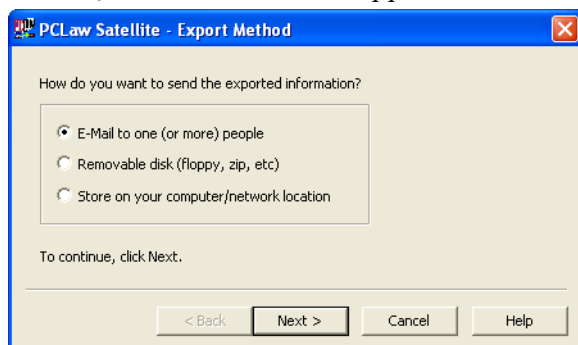 PCLaw Satellite - Export Method
How do you want to send the exported information?
E-Mail to one (or more) people
Removable disk (floppy, zip, etc)
Store on your computer/network location
To continue, click Next.
< Back Next > Cancel Help